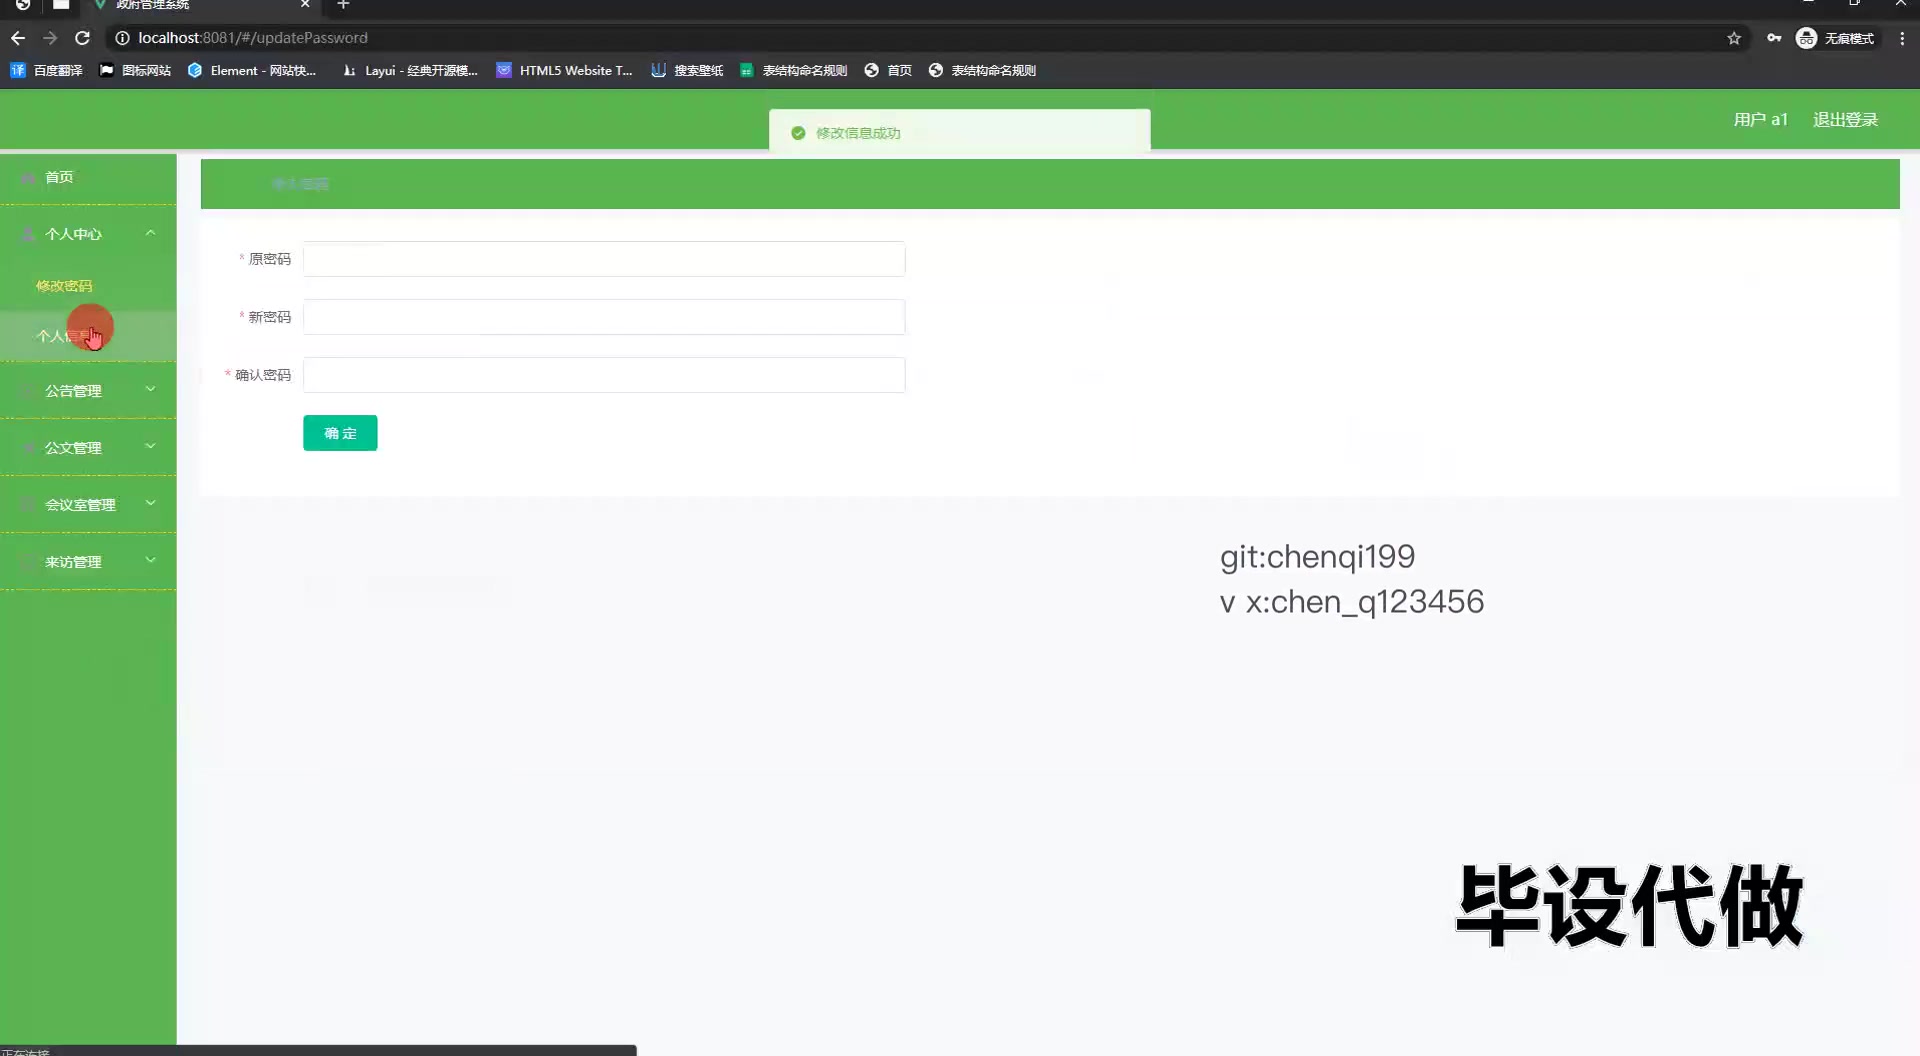 政府管理系统
localhost:8081/#/updatePassword
无痕模式
百度翻译
图标网站
Element - 网站快...
Layui - 经典开源模...
HTML5 Website T...
搜索壁纸
表结构命名规则
首页
表结构命名规则
修改信息成功
用户 a1
退出登录
首页
个人中心
修改密码
个人信息
公告管理
公文管理
会议室管理
来访管理
* 原密码
* 新密码
* 确认密码
确 定
git:chenqi199
v x:chen_q123456
毕设代做